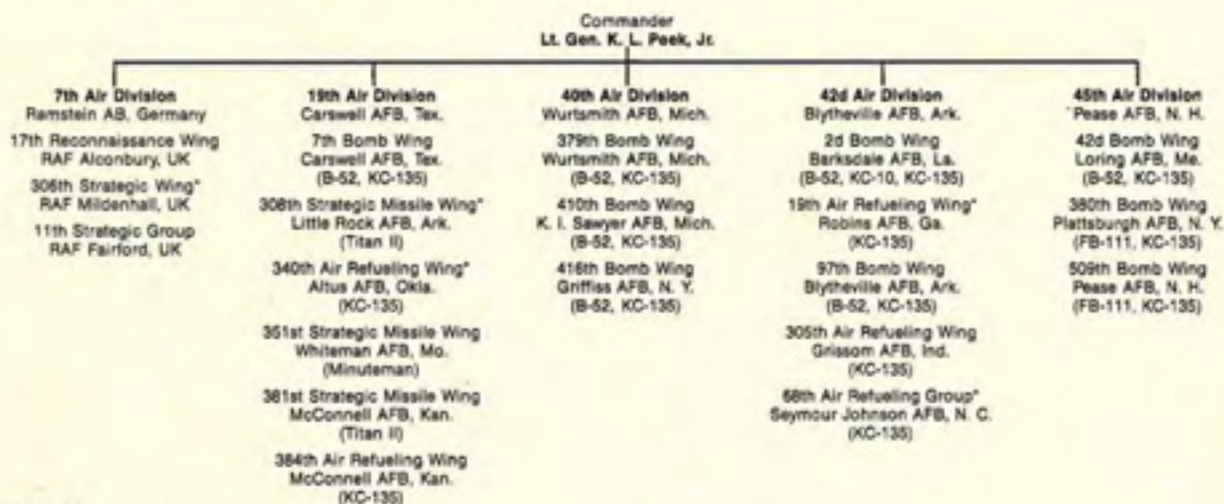 Commander
Lt. Gen. K. L. Peek, Jr.
7th Air Division
Ramstein AB, Germany
17th Reconnaissance Wing
RAF Alconbury, UK
306th Strategic Wing*
RAF Mildenhall, UK
11th Strategic Group
RAF Fairford, UK
19th Air Division
Carswell AFB, Tex.
7th Bomb Wing
Carswell AFB, Tex.
(B-52, KC-135)
308th Strategic Missile Wing*
Little Rock AFB, Ark.
(Titan II)
340th Air Refueling Wing*
Altus AFB, Okla.
(KC-135)
351st Strategic Missile Wing
Whiteman AFB, Mo.
(Minuteman)
381st Strategic Missile Wing
McConnell AFB, Kan.
(Titan II)
384th Air Refueling Wing
McConnell AFB, Kan.
(KC-135)
40th Air Division
Wurtsmith AFB, Mich.
379th Bomb Wing
Wurtsmith AFB, Mich.
(B-52, KC-135)
410th Bomb Wing
K. I. Sawyer AFB, Mich.
(B-52, KC-135)
416th Bomb Wing
Griffiss AFB, N. Y.
(B-52, KC-135)
42d Air Division
Blytheville AFB, Ark.
2d Bomb Wing
Barksdale AFB, La.
(B-52, KC-10, KC-135)
19th Air Refueling Wing*
Robins AFB, Ga.
(KC-135)
97th Bomb Wing
Blytheville AFB, Ark.
(B-52, KC-135)
305th Air Refueling Wing
Grissom AFB, Ind.
(KC-135)
68th Air Refueling Group*
Seymour Johnson AFB, N. C.
(KC-135)
45th Air Division
Pease AFB, N. H.
42d Bomb Wing
Loring AFB, Me.
(B-52, KC-135)
380th Bomb Wing
Plattsburgh AFB, N. Y.
(FB-111, KC-135)
509th Bomb Wing
Pease AFB, N. H.
(FB-111, KC-135)